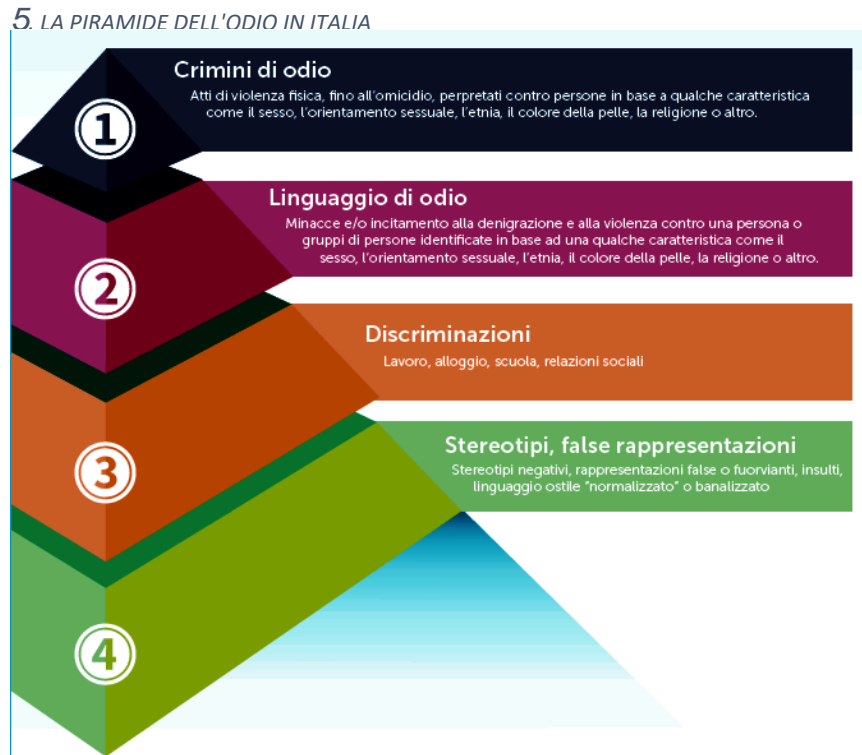 5. LA PIRAMIDE DELL'ODIO IN ITALIA
1
Crimini di odio
Atti di violenza fisica, fino all'omicidio, perpretati contro persone in base a qualche caratteristica
come il sesso, l'orientamento sessuale, l'etnia, il colore della pelle, la religione o altro.
2
Linguaggio di odio
Minacce e/o incitamento alla denigrazione e alla violenza contro una persona o
gruppi di persone identificate in base ad una qualche caratteristica come il
sesso, l'orientamento sessuale, l'etnia, il colore della pelle, la religione o altro.
3
Discriminazioni
Lavoro, alloggio, scuola, relazioni sociali
4
Stereotipi, false rappresentazioni
Stereotipi negativi, rappresentazioni false o fuorvianti, insulti,
linguaggio ostile "normalizzato" o banalizzato